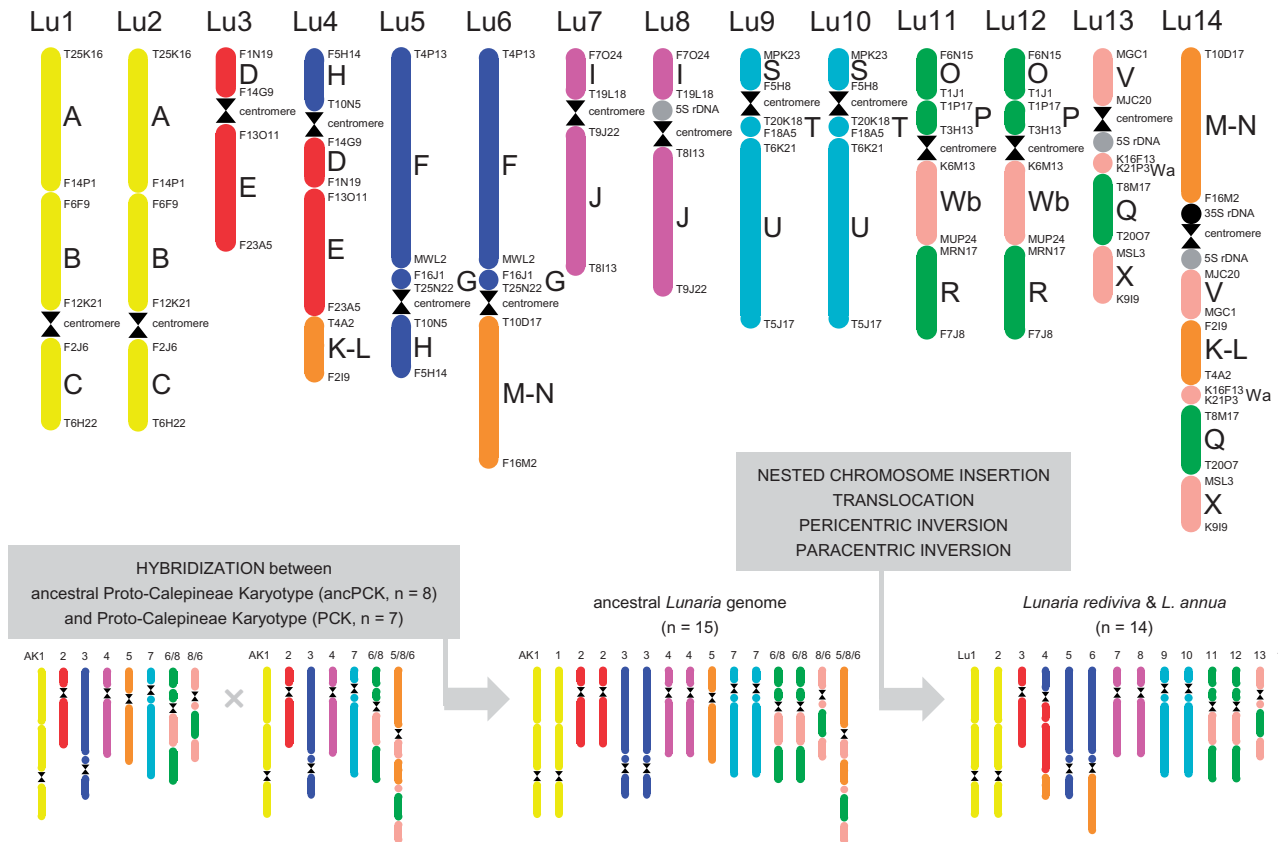 Lu1 Lu2 Lu3 Lu4 Lu5 Lu6 Lu7 Lu8 Lu9 Lu10 Lu11 Lu12 Lu13 Lu14
T25K16
A
F14P1
F6F9
B
F12K21
centromere
F2J6
C
T6H22
T25K16
A
F14P1
F6F9
B
F12K21
centromere
F2J6
C
T6H22
F1N19
D
F14G9
centromere
F13O11
E
F23A5
F5H14
H
T10N5
centromere
F14G9
D
F1N19
F13O11
E
F23A5
T4A2
K-L
F2I9
T4P13
F
MWL2
F16J1
G
T25N22
centromere
T10N5
H
F5H14
T4P13
F
MWL2
F16J1
G
T25N22
centromere
T10D17
M-N
F16M2
F7O24
I
T19L18
centromere
T9J22
J
T8I13
F7O24
I
T19L18
5S rDNA
centromere
T8I13
J
T9J22
MPK23
S
F5H8
centromere
T20K18
T
F18A5
T6K21
U
T5J17
MPK23
S
F5H8
centromere
T20K18
T
F18A5
T6K21
U
T5J17
F6N15
O
T1J1
T1P17
P
T3H13
centromere
K6M13
Wb
MUP24
MRN17
R
F7J8
F6N15
O
T1J1
T1P17
P
T3H13
centromere
K6M13
Wb
MUP24
MRN17
R
F7J8
MGC1
V
MJC20
centromere
5S rDNA
K16F13
K21P3 Wa
T8M17
Q
T20O7
MSL3
X
K9I9
T10D17
M-N
F16M2
35S rDNA
centromere
5S rDNA
MJC20
V
MGC1
F2I9
K-L
T4A2
K16F13
K21P3 Wa
T8M17
Q
T20O7
MSL3
X
K9I9
NESTED CHROMOSOME INSERTION
TRANSLOCATION
PERICENTRIC INVERSION
PARACENTRIC INVERSION
HYBRIDIZATION between
ancestral Proto-Calepineae Karyotype (ancPCK, n = 8)
and Proto-Calepineae Karyotype (PCK, n = 7)
ancestral Lunaria genome
(n = 15)
Lunaria rediviva & L. annua
(n = 14)
AK1 2 3 4 5 7 6/8 8/6
×
AK1 2 3 4 7 6/8 5/8/6
AK1 1 2 2 3 3 4 4 5 7 7 6/8 6/8 8/6 5/8/6
Lu1 2 3 4 5 6 7 8 9 10 11 12 13